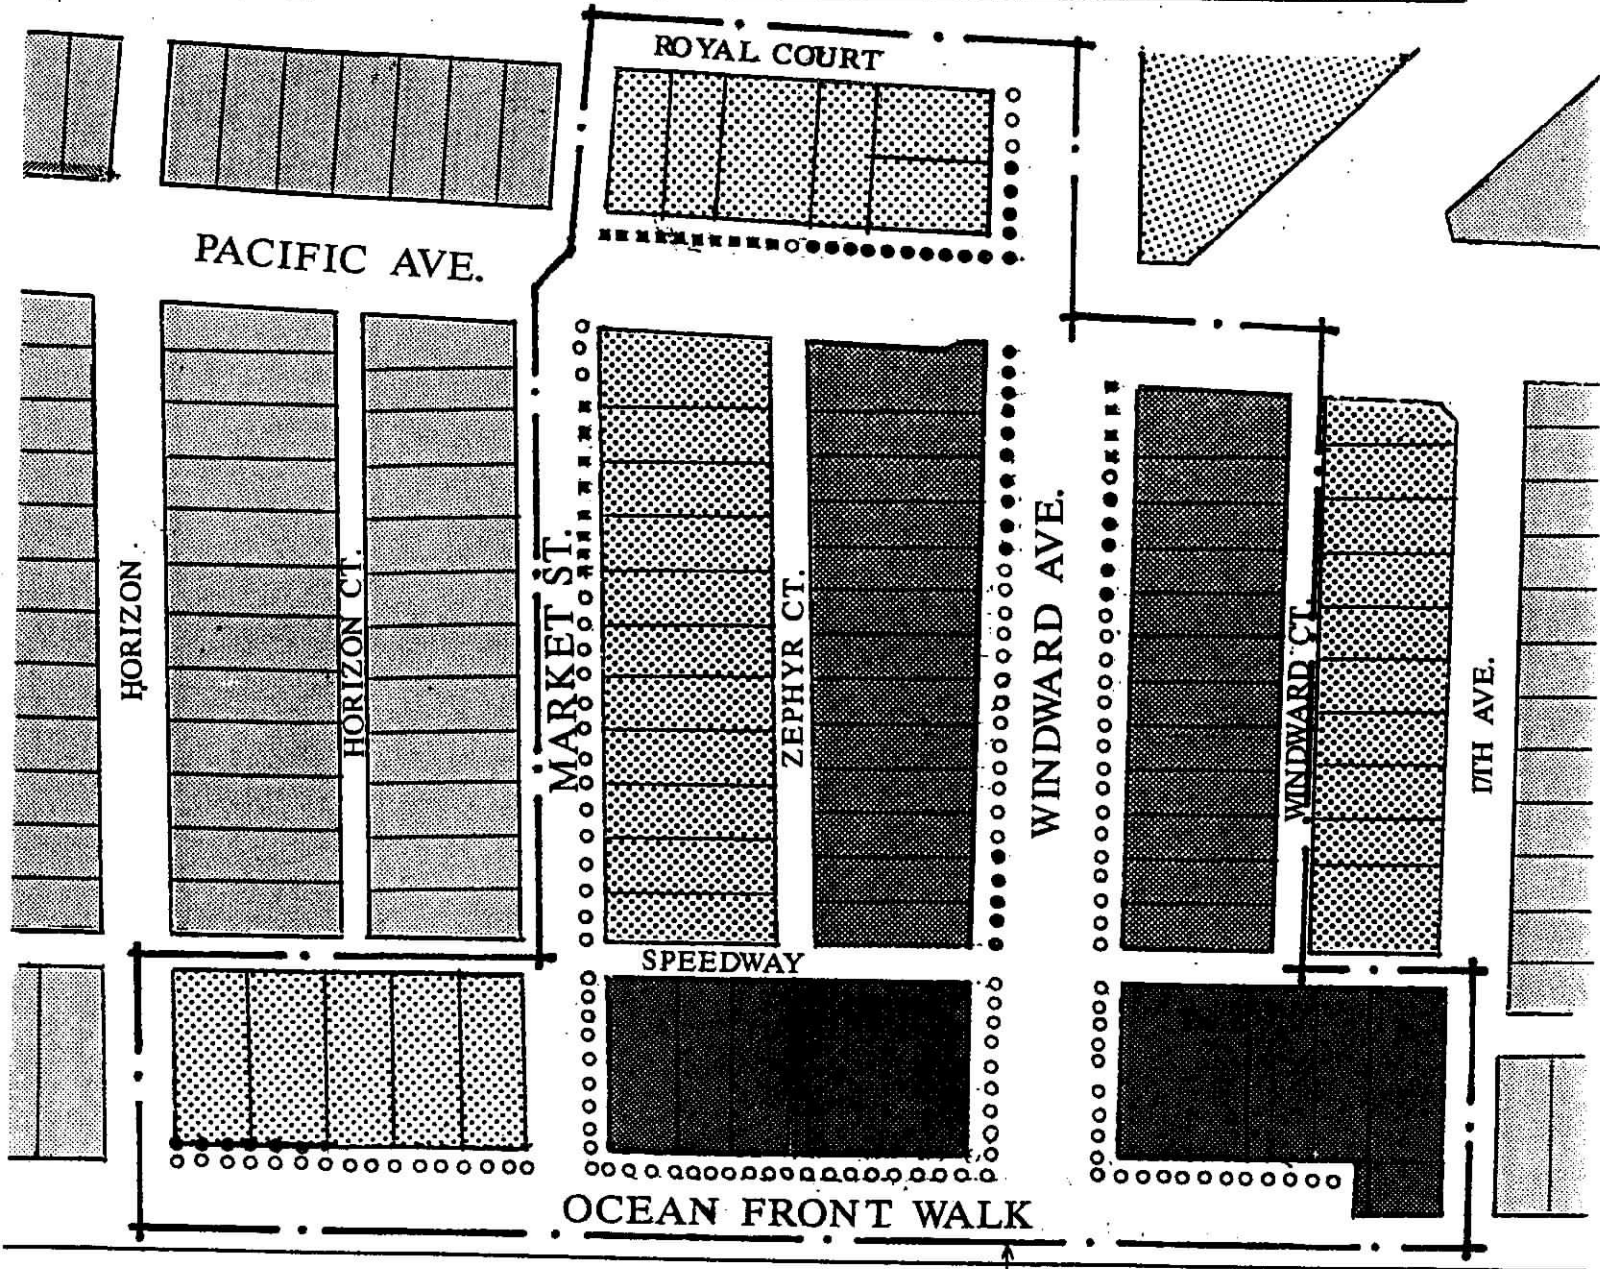 ROYAL COURT
PACIFIC AVE.
HORIZON
HORIZON CT.
MARKET ST.
ZEPHYR CT.
WINDWARD AVE.
WINDWARD CT.
17TH AVE.
SPEEDWAY
OCEAN FRONT WALK